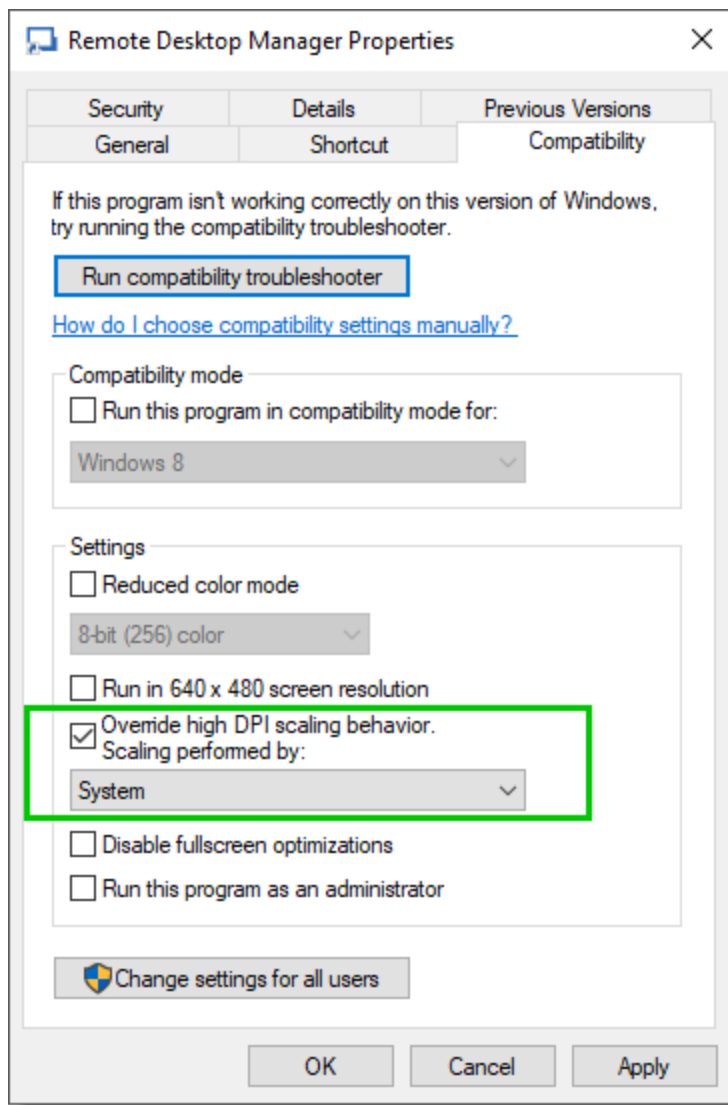 Remote Desktop Manager Properties
Security Details Previous Versions
General Shortcut Compatibility
If this program isn't working correctly on this version of Windows,
try running the compatibility troubleshooter.
Run compatibility troubleshooter
How do I choose compatibility settings manually?
Compatibility mode
Run this program in compatibility mode for:
Windows 8
Settings
Reduced color mode
8-bit (256) color
Run in 640 x 480 screen resolution
Override high DPI scaling behavior.
Scaling performed by:
System
Disable fullscreen optimizations
Run this program as an administrator
Change settings for all users
OK Cancel Apply